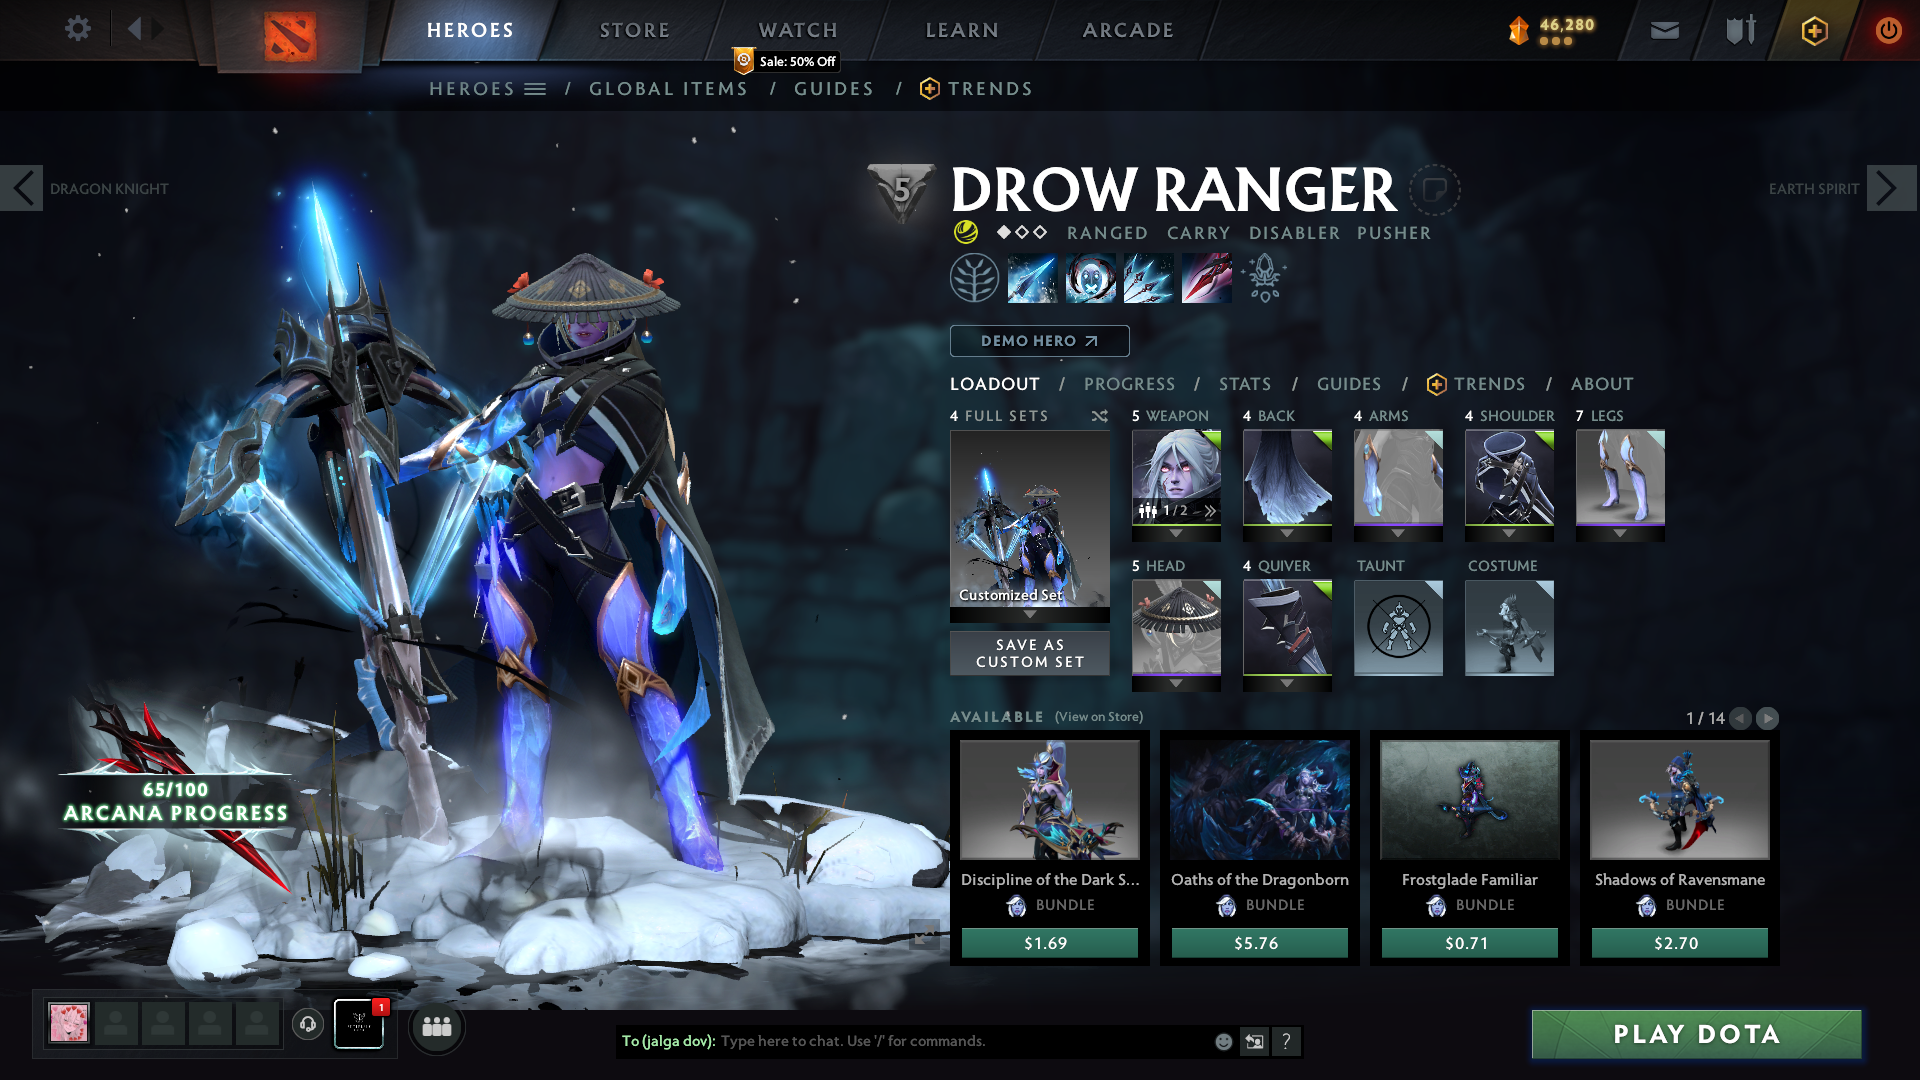 HEROES
STORE
WATCH
LEARN
ARCADE
46,280
Sale: 50% Off
HEROES / GLOBAL ITEMS / GUIDES / TRENDS
DRAGON KNIGHT
EARTH SPIRIT
5
DROW RANGER
RANGED CARRY DISABLER PUSHER
DEMO HERO
LOADOUT / PROGRESS / STATS / GUIDES / TRENDS / ABOUT
4 FULL SETS
5 WEAPON
4 BACK
4 ARMS
4 SHOULDER
7 LEGS
1/2
Customized Set
SAVE AS
CUSTOM SET
5 HEAD
4 QUIVER
TAUNT
COSTUME
AVAILABLE (View on Store)
1 / 14
Discipline of the Dark S...
BUNDLE
$1.69
Oaths of the Dragonborn
BUNDLE
$5.76
Frostglade Familiar
BUNDLE
$0.71
Shadows of Ravensmane
BUNDLE
$2.70
65/100
ARCANA PROGRESS
1
To (jalga dov): Type here to chat. Use '/' for commands.
?
PLAY DOTA